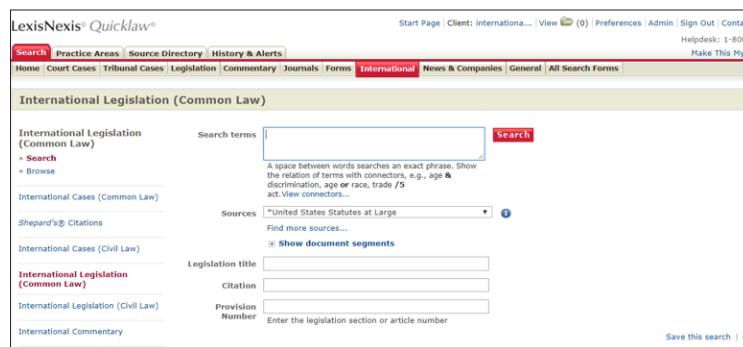 LexisNexis® Quicklaw®
Start Page | Client: internationa... | View (0) | Preferences | Admin | Sign Out | Conta
Helpdesk: 1-80
Search Practice Areas Source Directory History & Alerts
Make This My
Home Court Cases Tribunal Cases Legislation Commentary Journals Forms International News & Companies General All Search Forms
International Legislation (Common Law)
International Legislation
(Common Law)
» Search
» Browse
International Cases (Common Law)
Shepard's® Citations
International Cases (Civil Law)
International Legislation
(Common Law)
International Legislation (Civil Law)
International Commentary
Search terms
Search
A space between words searches an exact phrase. Show
the relation of terms with connectors, e.g., age &
discrimination, age or race, trade /5
act. View connectors...
Sources
*United States Statutes at Large
Find more sources...
Show document segments
Legislation title
Citation
Provision
Number
Enter the legislation section or article number
Save this search |